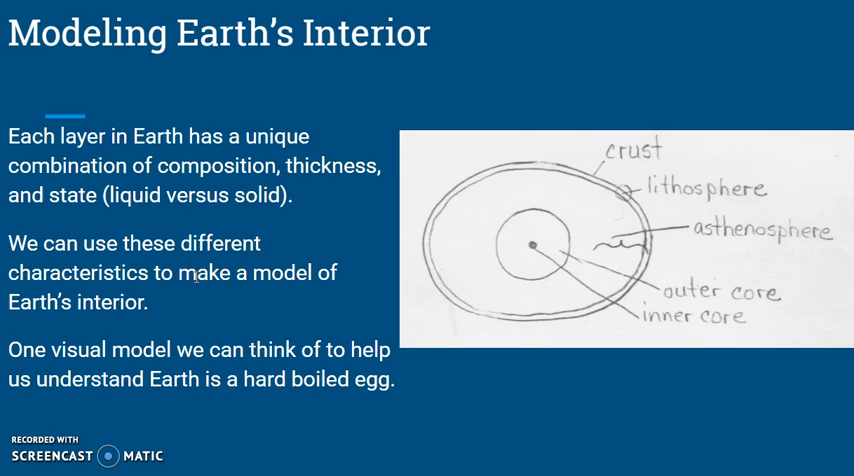 Modeling Earth's Interior
Each layer in Earth has a unique
combination of composition, thickness,
and state (liquid versus solid).
We can use these different
characteristics to make a model of
Earth's interior.
One visual model we can think of to help
us understand Earth is a hard boiled egg.
crust
lithosphere
asthenosphere
outer core
inner core
RECORDED WITH
SCREENCAST MATIC